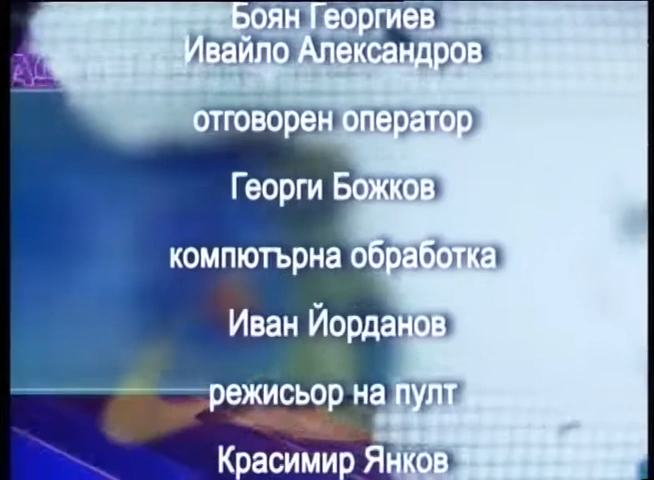 Боян Георгиев
Ивайло Александров
отговорен оператор
Георги Божков
компютърна обработка
Иван Йорданов
режисьор на пулт
Красимир Янков